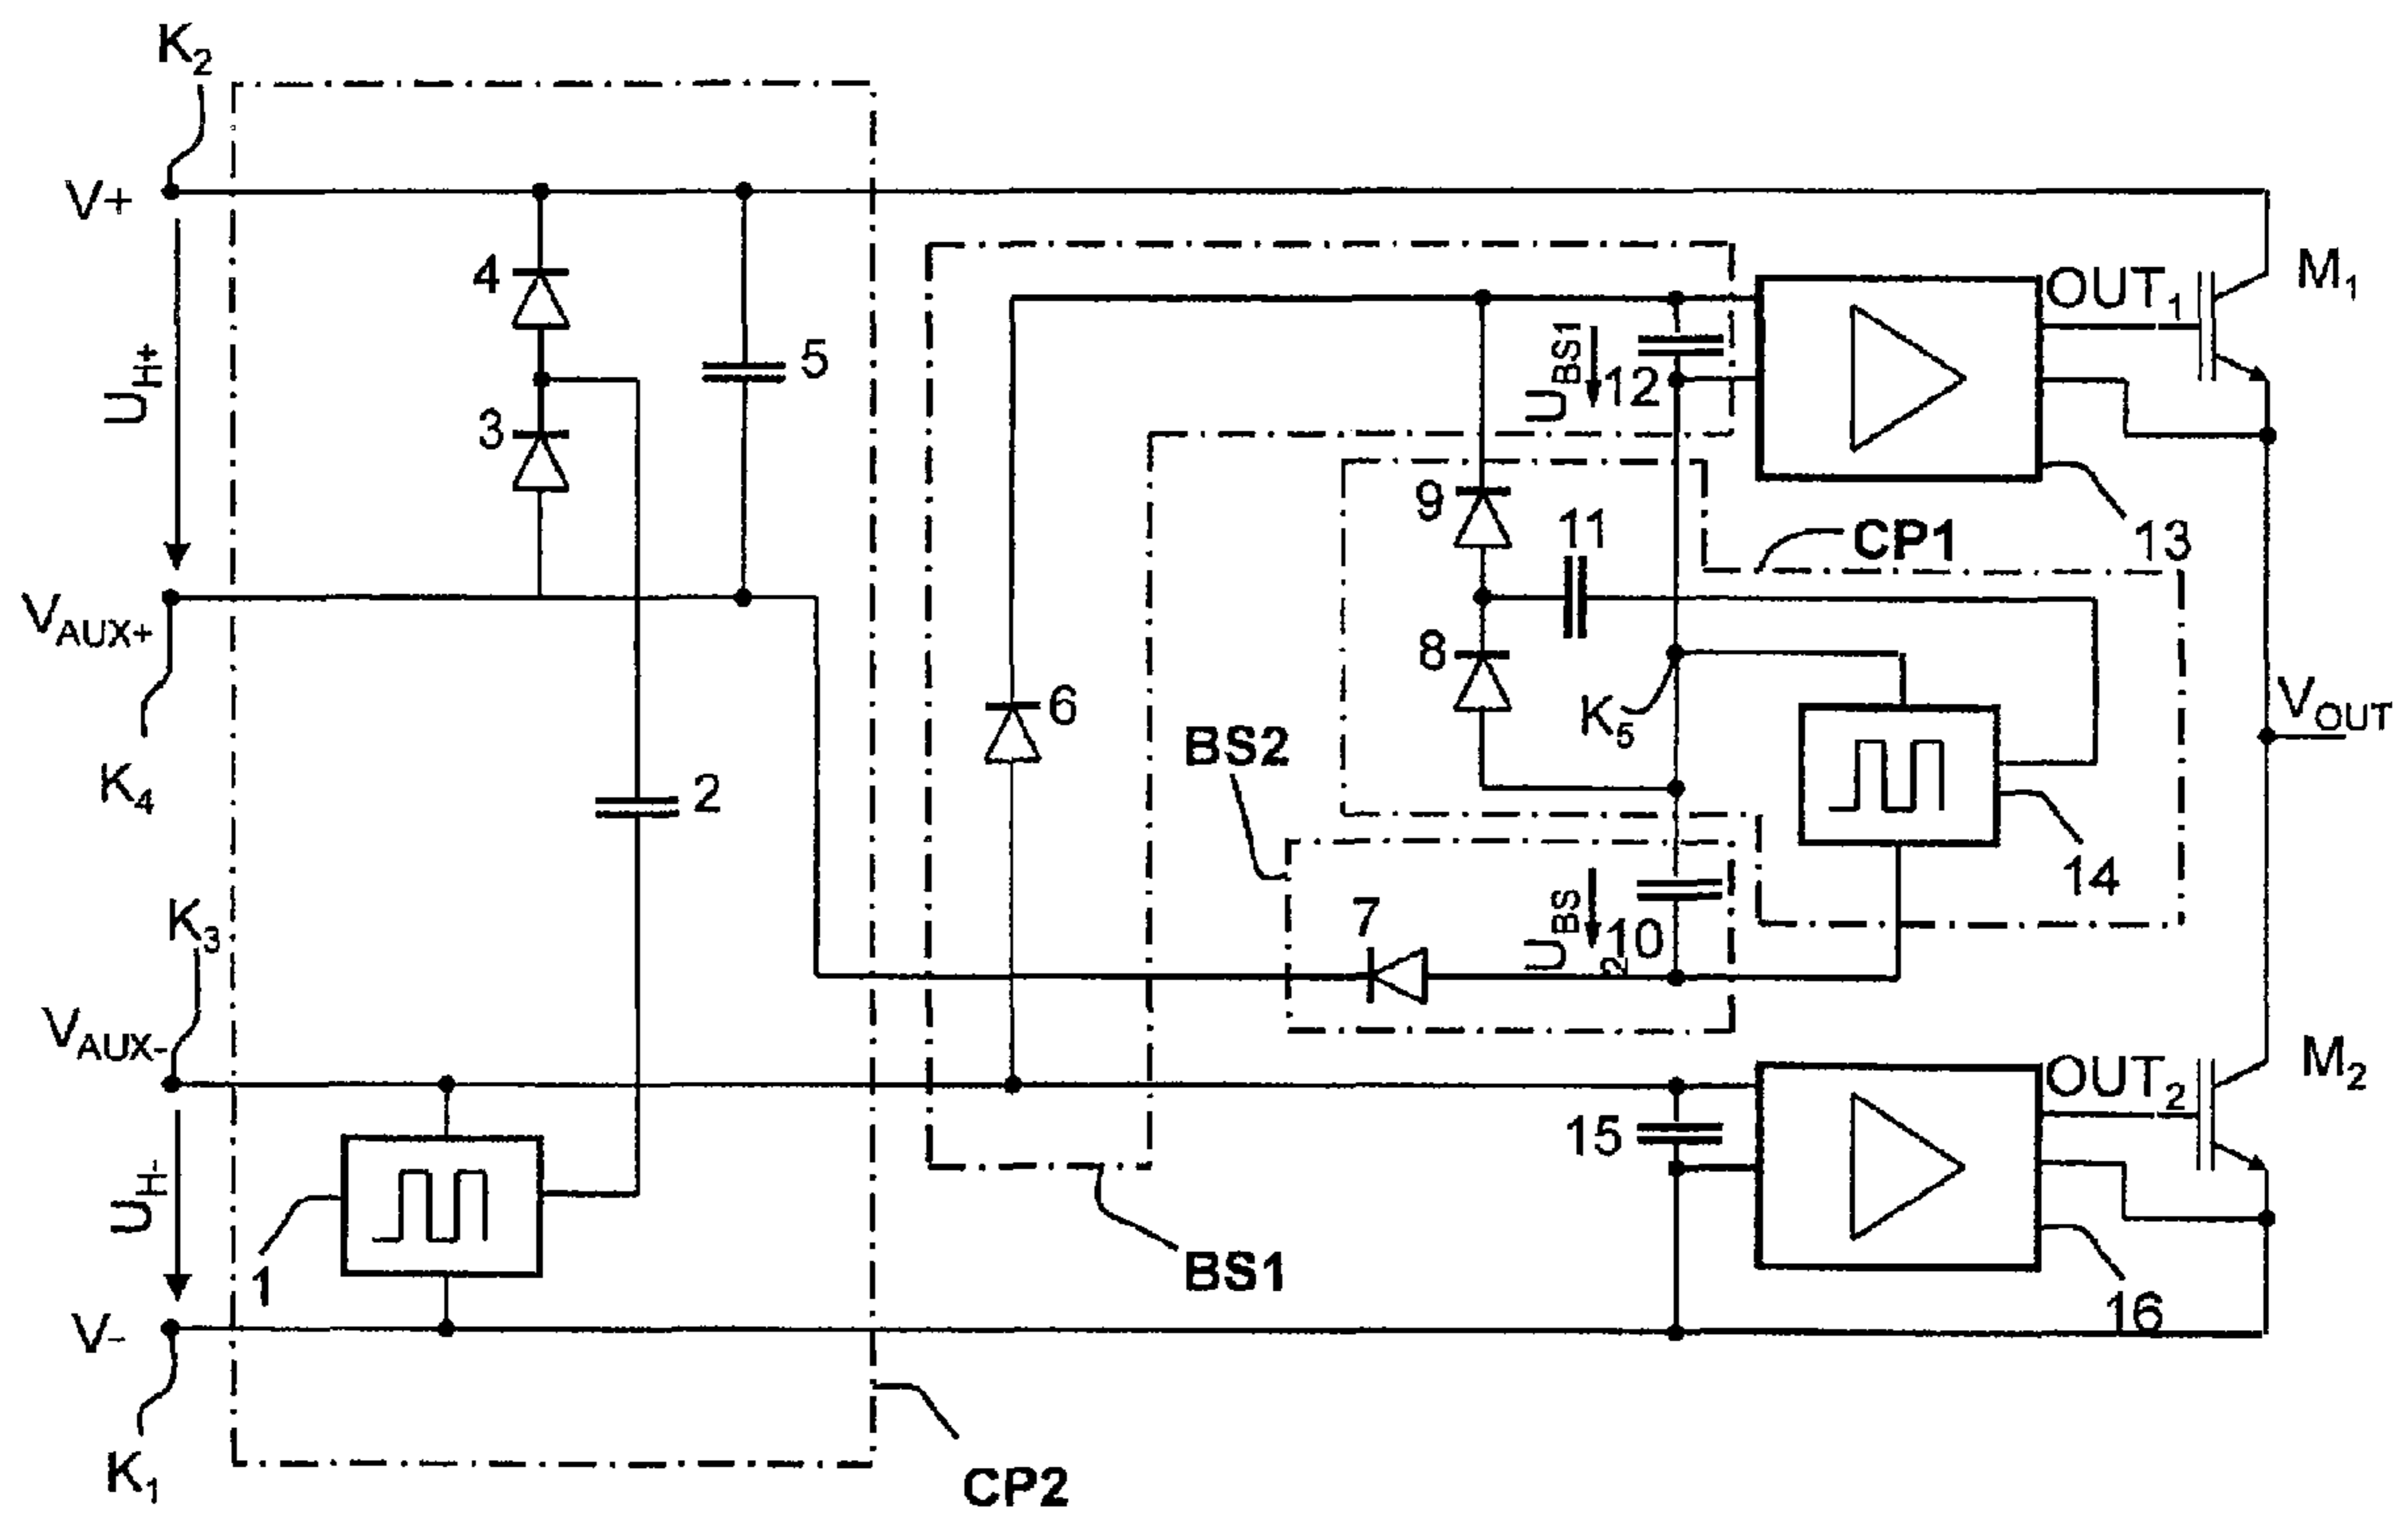 K2
V+
4
OUT1
M1
UH+
5
UBS1
12
3
9
11
CP1
13
VAUX+
8
K5
6
VOUT
BS2
K4
2
14
K3
7
UBS2
10
VAUX-
OUT2
M2
15
UH-
BS1
1
16
V-
K1
CP2